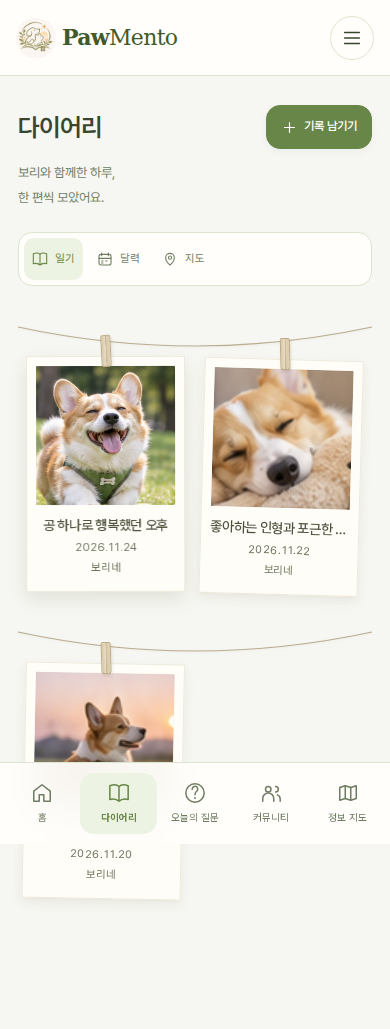 PawMento
다이어리
기록 남기기
보리와 함께한 하루,
한 편씩 모았어요.
일기
달력
지도
공 하나로 행복했던 오후
2026.11.24
보리네
좋아하는 인형과 포근한 ...
2026.11.22
보리네
홈
다이어리
오늘의 질문
커뮤니티
정보 지도
2026.11.20
보리네